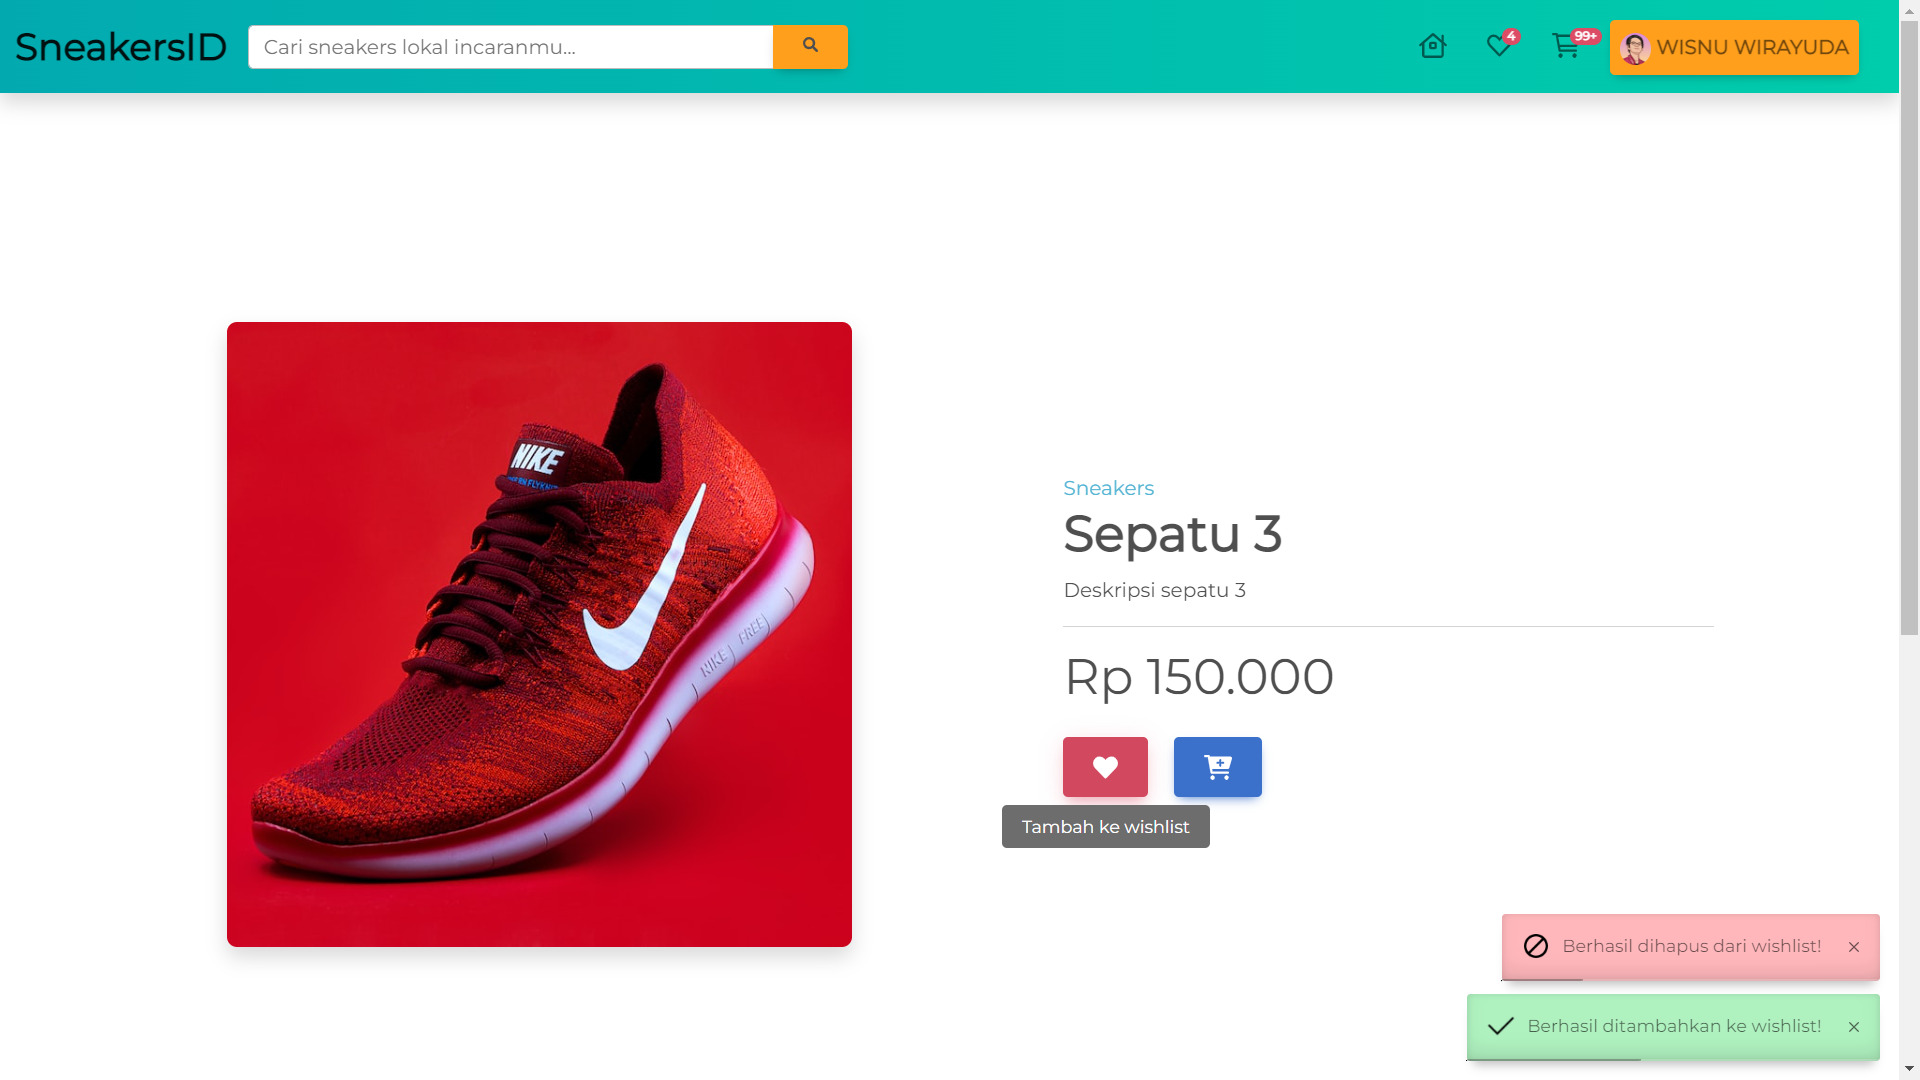 SneakersID
Cari sneakers lokal incaranmu...
4
99+
WISNU WIRAYUDA
NIKE
NIKE FREE
Sneakers
Sepatu 3
Deskripsi sepatu 3
Rp 150.000
Tambah ke wishlist
Berhasil dihapus dari wishlist!
Berhasil ditambahkan ke wishlist!